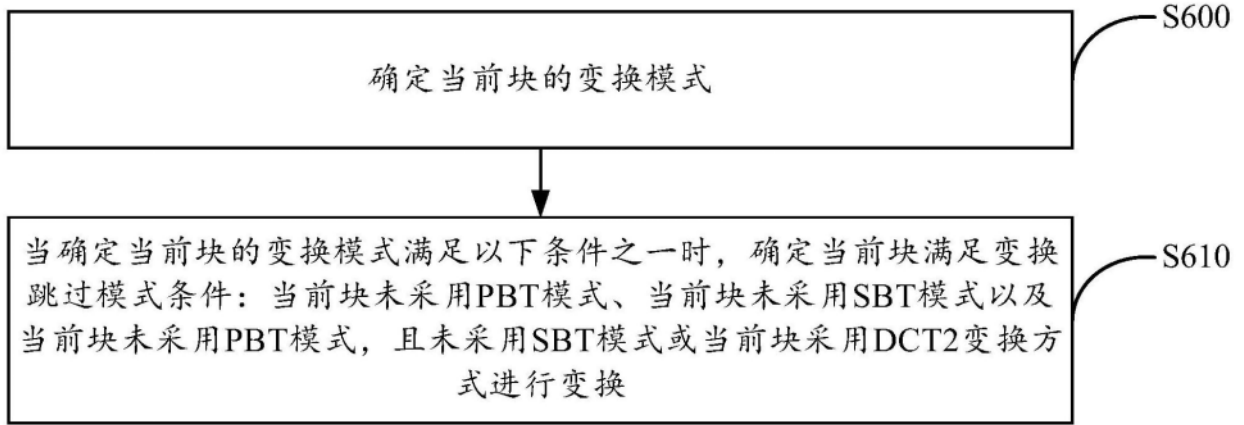 S600
确定当前块的变换模式
S610
当确定当前块的变换模式满足以下条件之一时，确定当前块满足变换
跳过模式条件：当前块未采用PBT模式、当前块未采用SBT模式以及
当前块未采用PBT模式，且未采用SBT模式或当前块采用DCT2变换方
式进行变换